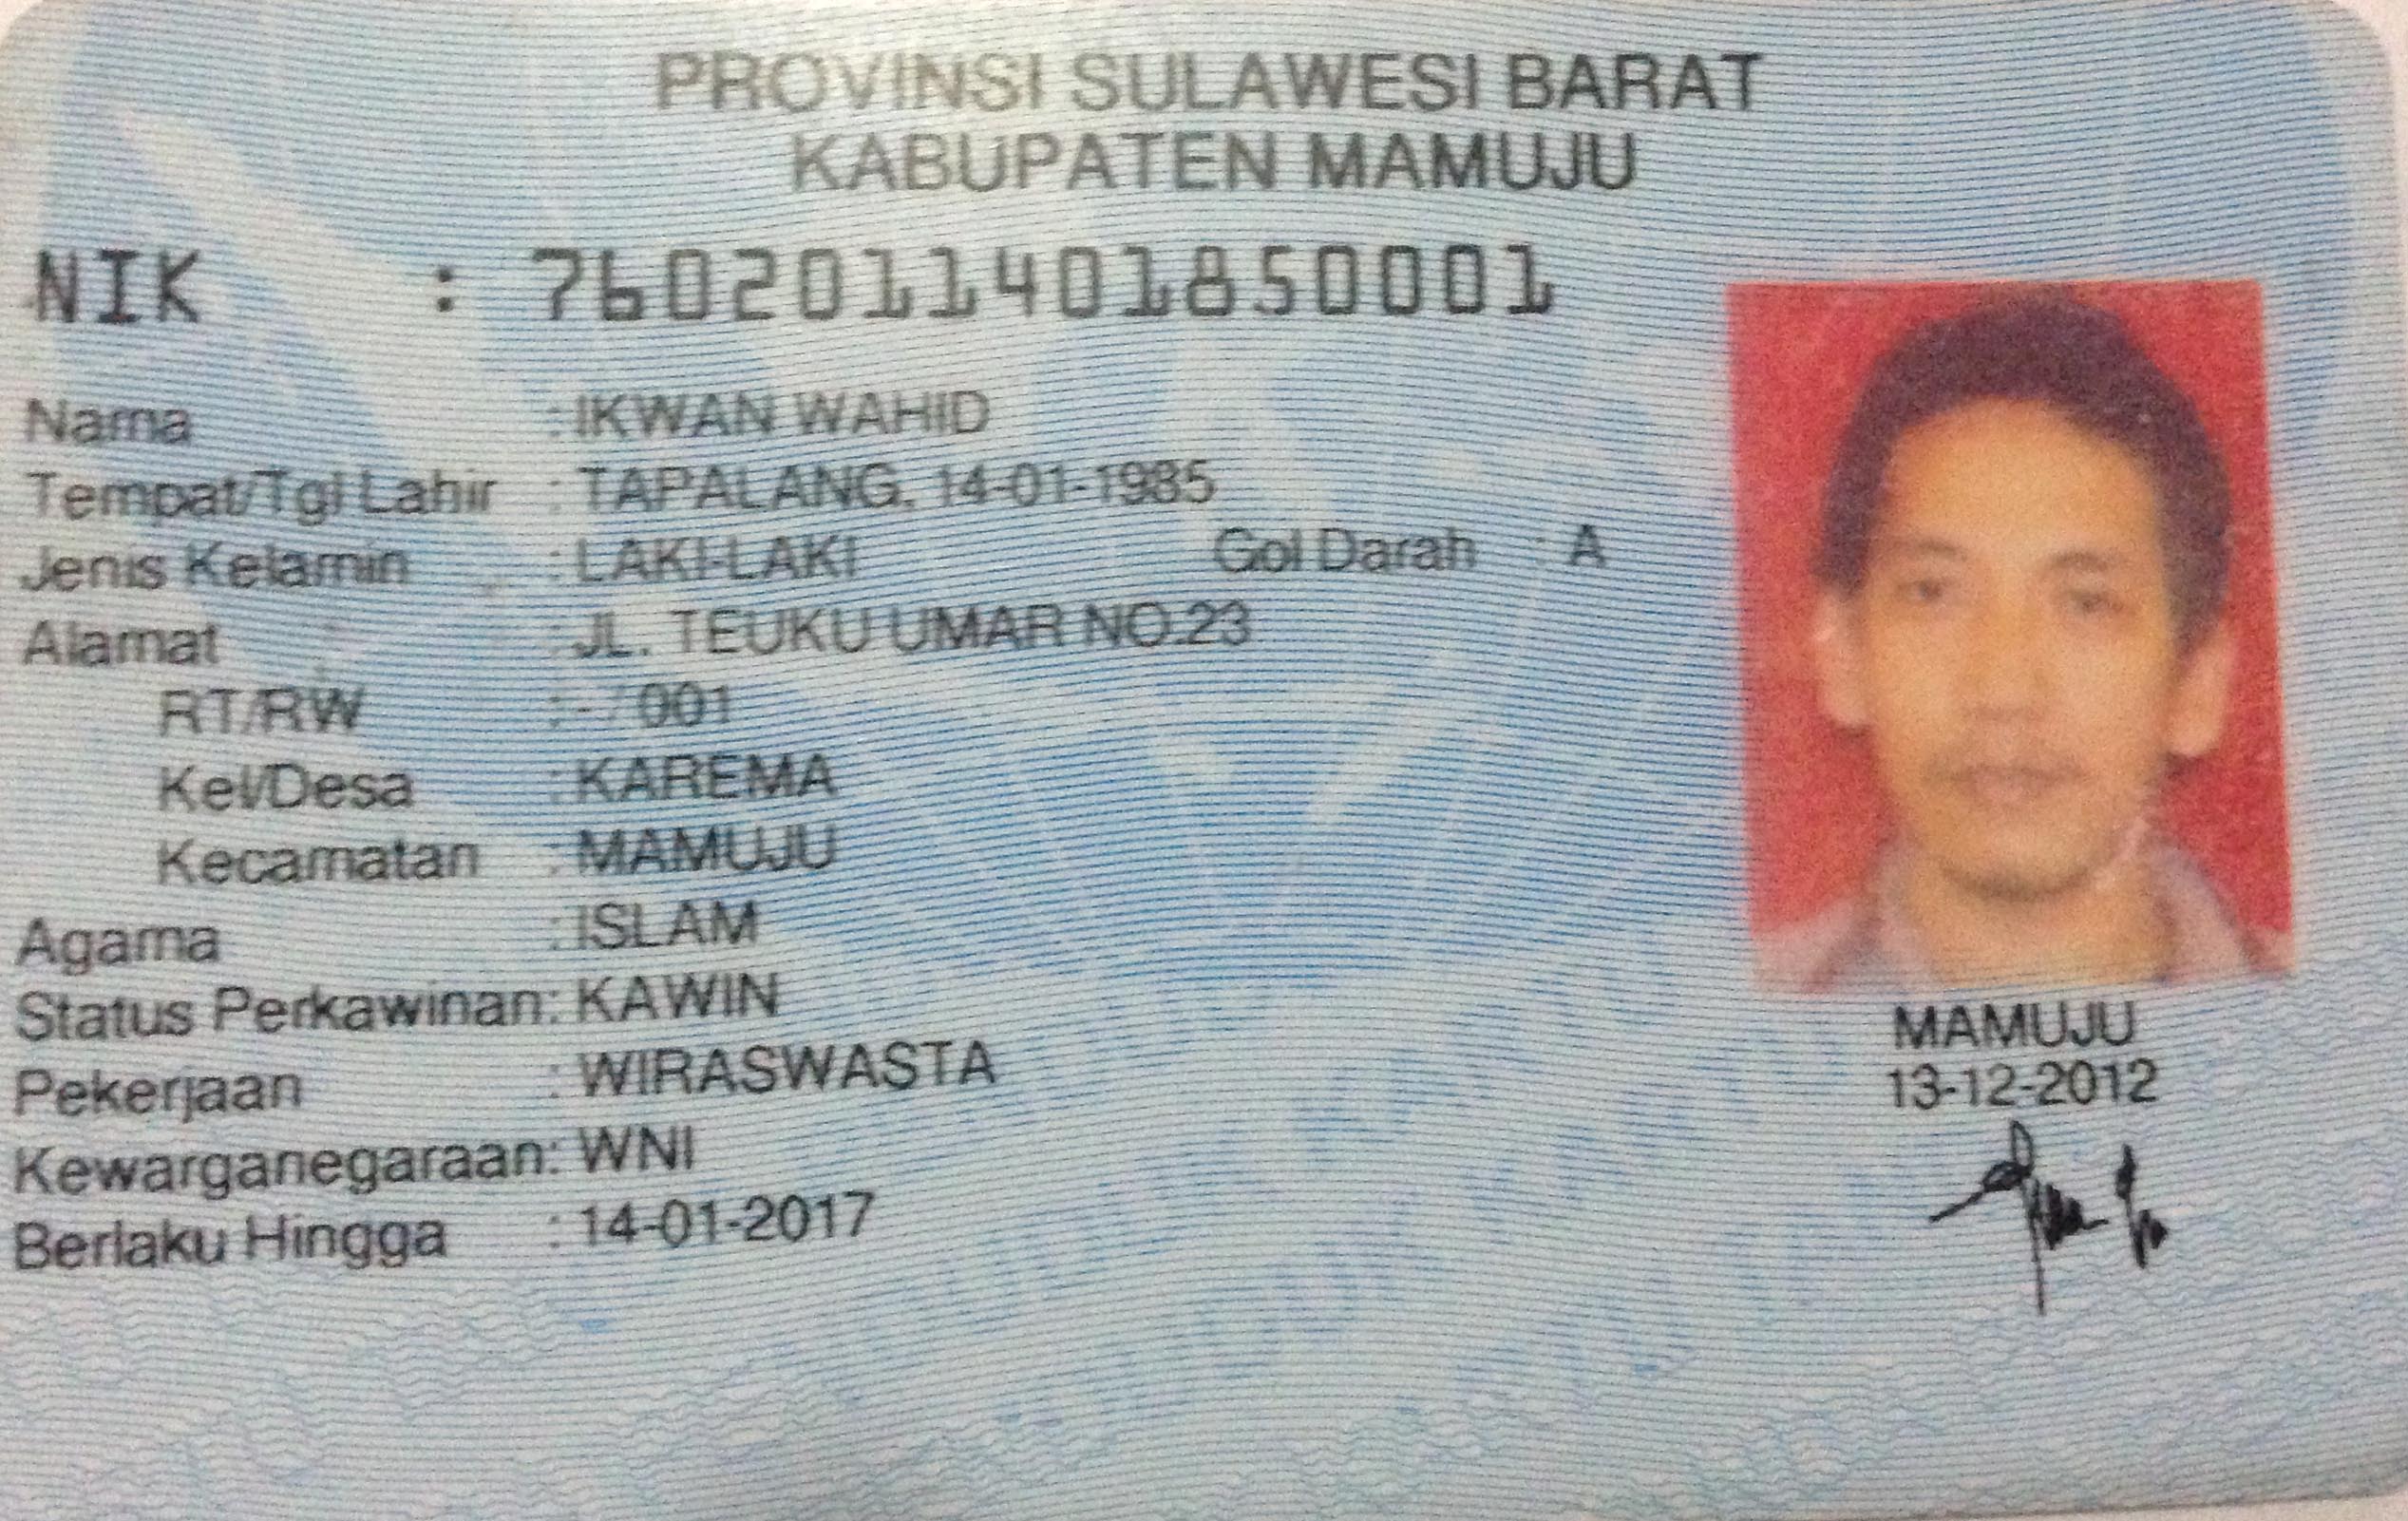 PROVINSI SULAWESI BARAT
KABUPATEN MAMUJU
NIK : 7602011401850001
Nama : IKWAN WAHID
Tempat/Tgl Lahir : TAPALANG, 14-01-1985
Jenis Kelamin : LAKI-LAKI Gol Darah : A
Alamat : JL. TEUKU UMAR NO.23
RT/RW : - / 001
Kel/Desa : KAREMA
Kecamatan : MAMUJU
Agama : ISLAM
Status Perkawinan: KAWIN
Pekerjaan : WIRASWASTA
Kewarganegaraan: WNI
Berlaku Hingga : 14-01-2017
MAMUJU
13-12-2012